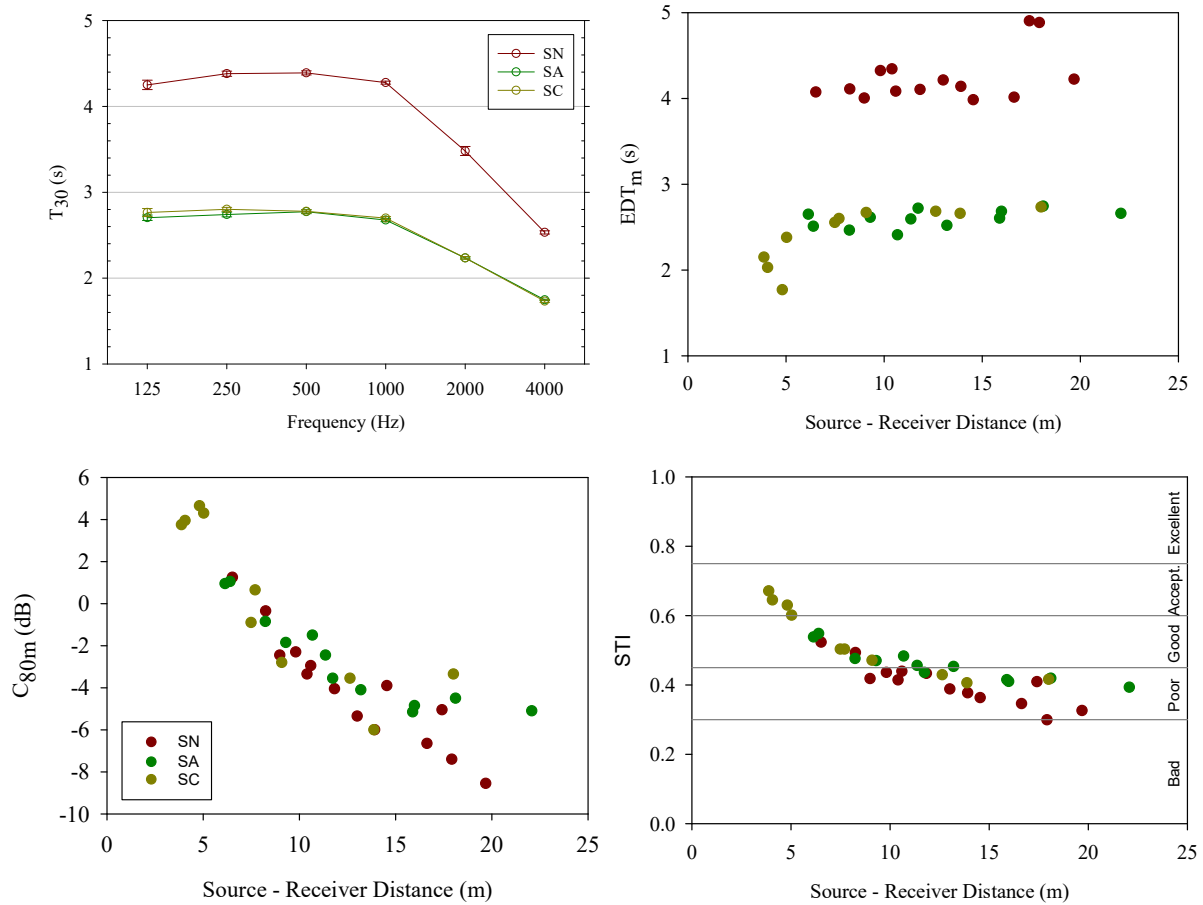 5
4
3
2
1
T30 (s)
125 250 500 1000 2000 4000
Frequency (Hz)
SN
SA
SC
5
4
3
2
1
EDTm (s)
0 5 10 15 20 25
Source - Receiver Distance (m)
6
4
2
0
-2
-4
-6
-8
-10
C80m (dB)
SN
SA
SC
0 5 10 15 20 25
Source - Receiver Distance (m)
1.0
0.8
0.6
0.4
0.2
0.0
STI
Excellent
Accept.
Good
Poor
Bad
0 5 10 15 20 25
Source - Receiver Distance (m)